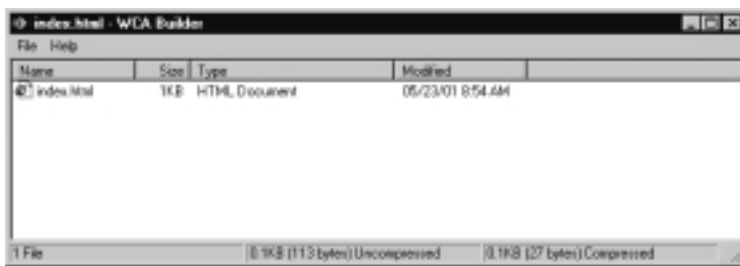 index.html - WCA Builder
File Help
Name Size Type Modified
index.html 1KB HTML Document 05/23/01 8:54 AM
1 File 0.1KB (113 bytes) Uncompressed 0.1KB (27 bytes) Compressed